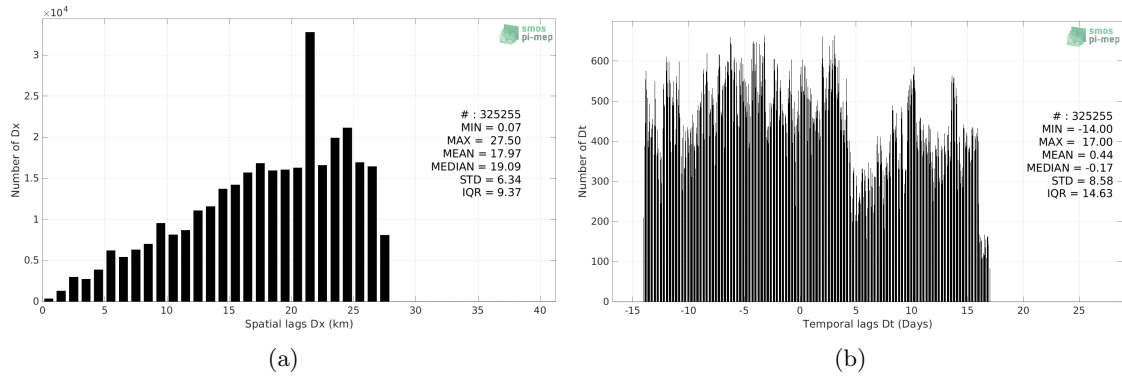 ×10⁴
smos
pi-mep
3
2.5
2
1.5
1
0.5
0
Number of Dx
# : 325255
MIN = 0.07
MAX = 27.50
MEAN = 17.97
MEDIAN = 19.09
STD = 6.34
IQR = 9.37
0 5 10 15 20 25 30 35 40
Spatial lags Dx (km)
(a)
smos
pi-mep
600
500
400
300
200
100
0
Number of Dt
# : 325255
MIN = -14.00
MAX = 17.00
MEAN = 0.44
MEDIAN = -0.17
STD = 8.58
IQR = 14.63
-15 -10 -5 0 5 10 15 20 25
Temporal lags Dt (Days)
(b)